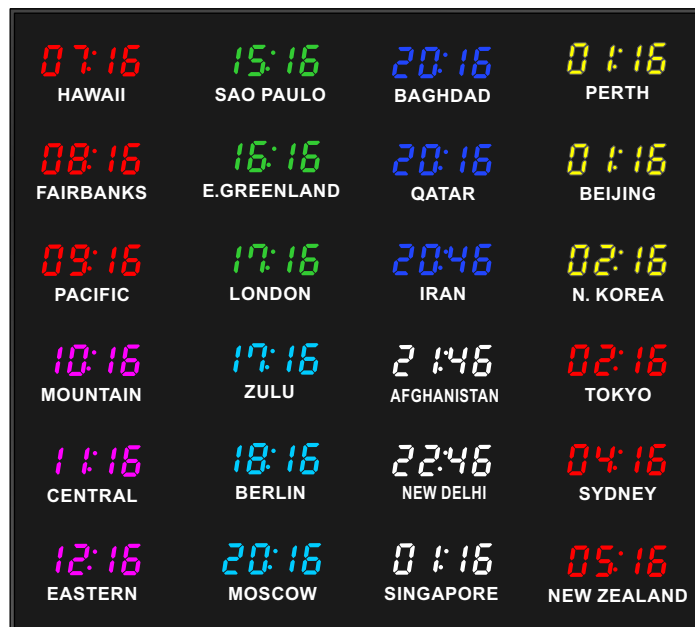 07:16 15:16 20:16 01:16
HAWAII SAO PAULO BAGHDAD PERTH
08:16 16:16 20:16 01:16
FAIRBANKS E.GREENLAND QATAR BEIJING
09:16 17:16 20:46 02:16
PACIFIC LONDON IRAN N. KOREA
10:16 17:16 21:46 02:16
MOUNTAIN ZULU AFGHANISTAN TOKYO
11:16 18:16 22:46 04:16
CENTRAL BERLIN NEW DELHI SYDNEY
12:16 20:16 01:16 05:16
EASTERN MOSCOW SINGAPORE NEW ZEALAND